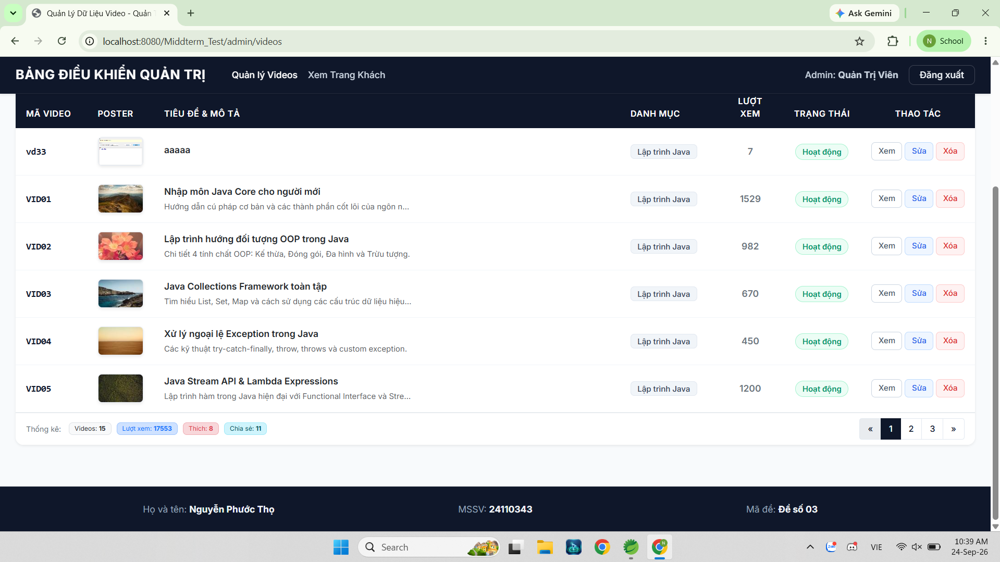 Quản Lý Dữ Liệu Video - Quản
Ask Gemini
localhost:8080/Middterm_Test/admin/videos
N School
BẢNG ĐIỀU KHIỂN QUẢN TRỊ Quản lý Videos Xem Trang Khách Admin: Quản Trị Viên Đăng xuất
MÃ VIDEO POSTER TIÊU ĐỀ & MÔ TẢ DANH MỤC LƯỢT XEM TRẠNG THÁI THAO TÁC
vd33 aaaaa Lập trình Java 7 Hoạt động Xem Sửa Xóa
VID01 Nhập môn Java Core cho người mới Lập trình Java 1529 Hoạt động Xem Sửa Xóa
Hướng dẫn cú pháp cơ bản và các thành phần cốt lõi của ngôn n...
VID02 Lập trình hướng đối tượng OOP trong Java Lập trình Java 982 Hoạt động Xem Sửa Xóa
Chi tiết 4 tính chất OOP: Kế thừa, Đóng gói, Đa hình và Trừu tượng.
VID03 Java Collections Framework toàn tập Lập trình Java 670 Hoạt động Xem Sửa Xóa
Tìm hiểu List, Set, Map và cách sử dụng các cấu trúc dữ liệu hiệu...
VID04 Xử lý ngoại lệ Exception trong Java Lập trình Java 450 Hoạt động Xem Sửa Xóa
Các kỹ thuật try-catch-finally, throw, throws và custom exception.
VID05 Java Stream API & Lambda Expressions Lập trình Java 1200 Hoạt động Xem Sửa Xóa
Lập trình hàm trong Java hiện đại với Functional Interface và Stre...
Thống kê: Videos: 15 Lượt xem: 17553 Thích: 8 Chia sẻ: 11 « 1 2 3 »
Họ và tên: Nguyễn Phước Thọ MSSV: 24110343 Mã đề: Đề số 03
Search Zalo VIE 10:39 AM
24-Sep-26